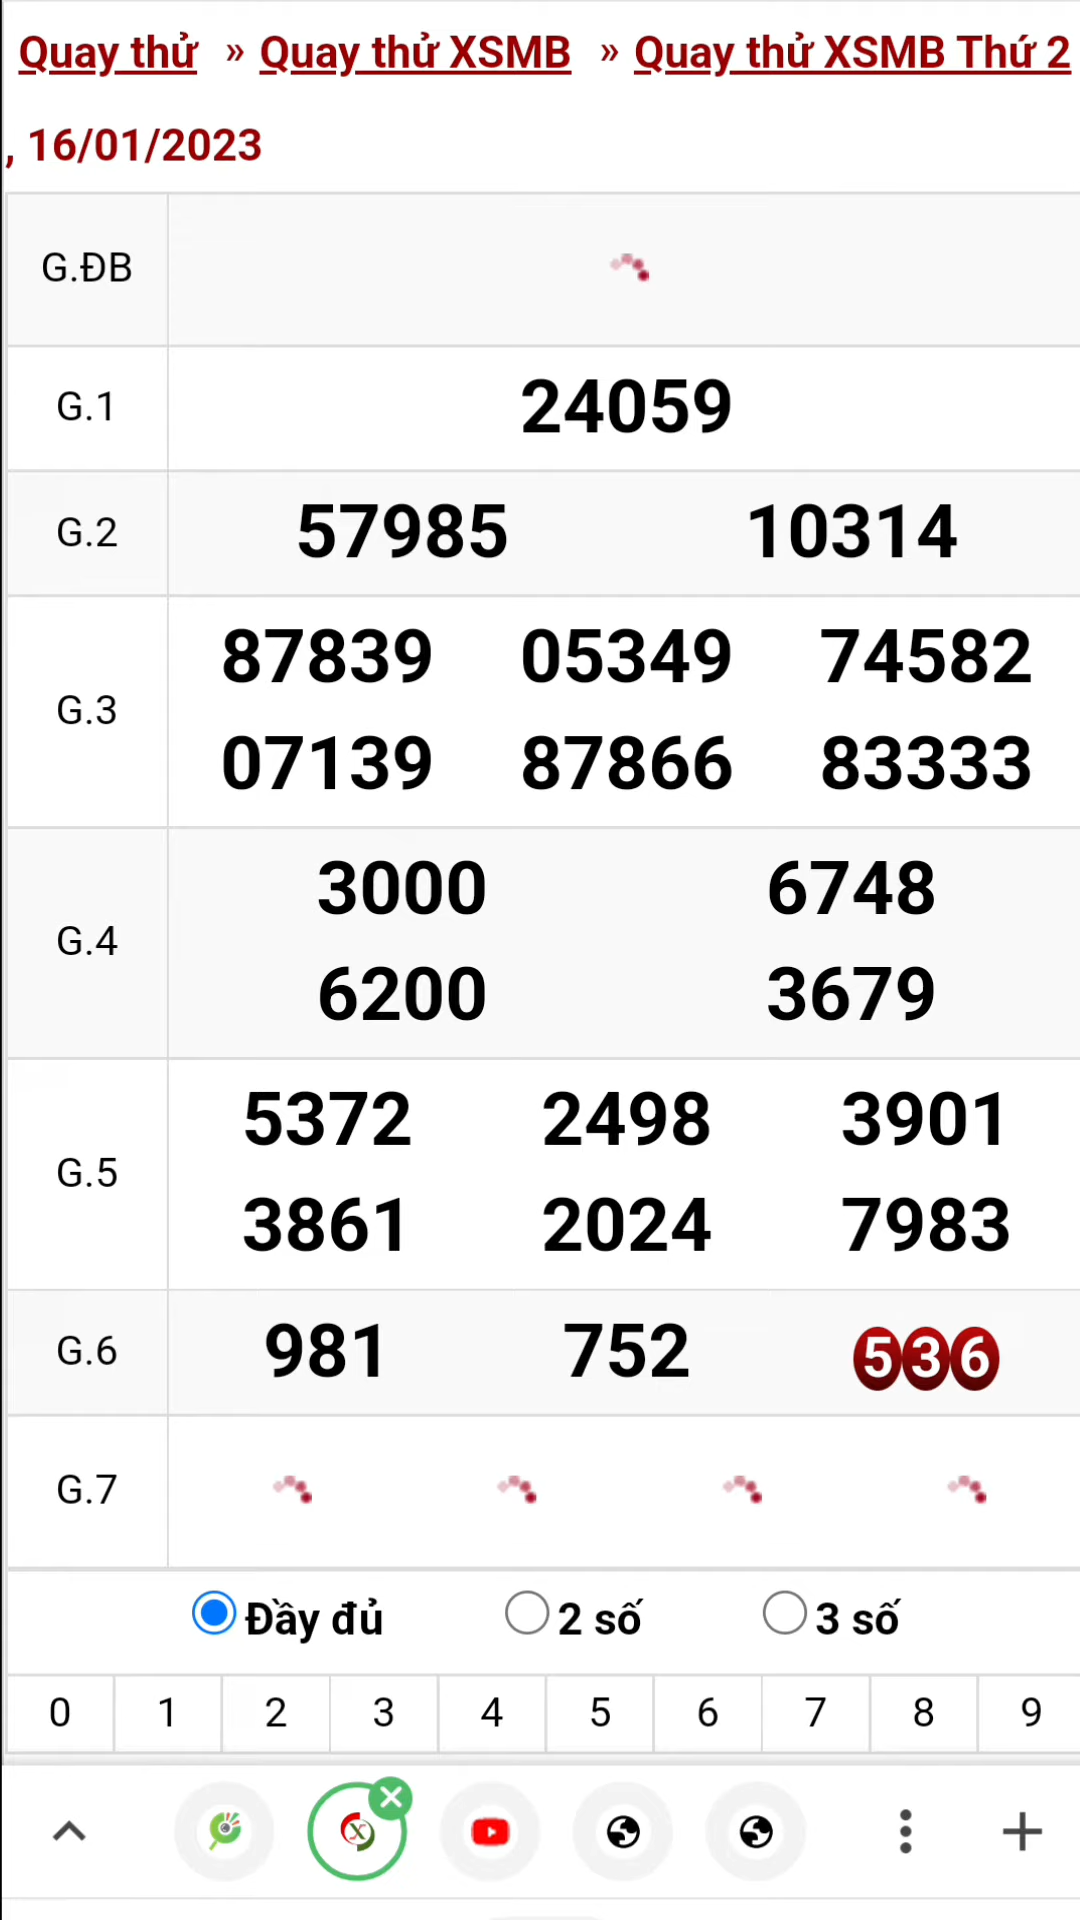 Quay thử » Quay thử XSMB » Quay thử XSMB Thứ 2
, 16/01/2023
G.ĐB
G.1 24059
G.2 57985 10314
G.3 87839 05349 74582
07139 87866 83333
G.4 3000 6748
6200 3679
G.5 5372 2498 3901
3861 2024 7983
G.6 981 752 536
G.7
Đầy đủ 2 số 3 số
0 1 2 3 4 5 6 7 8 9